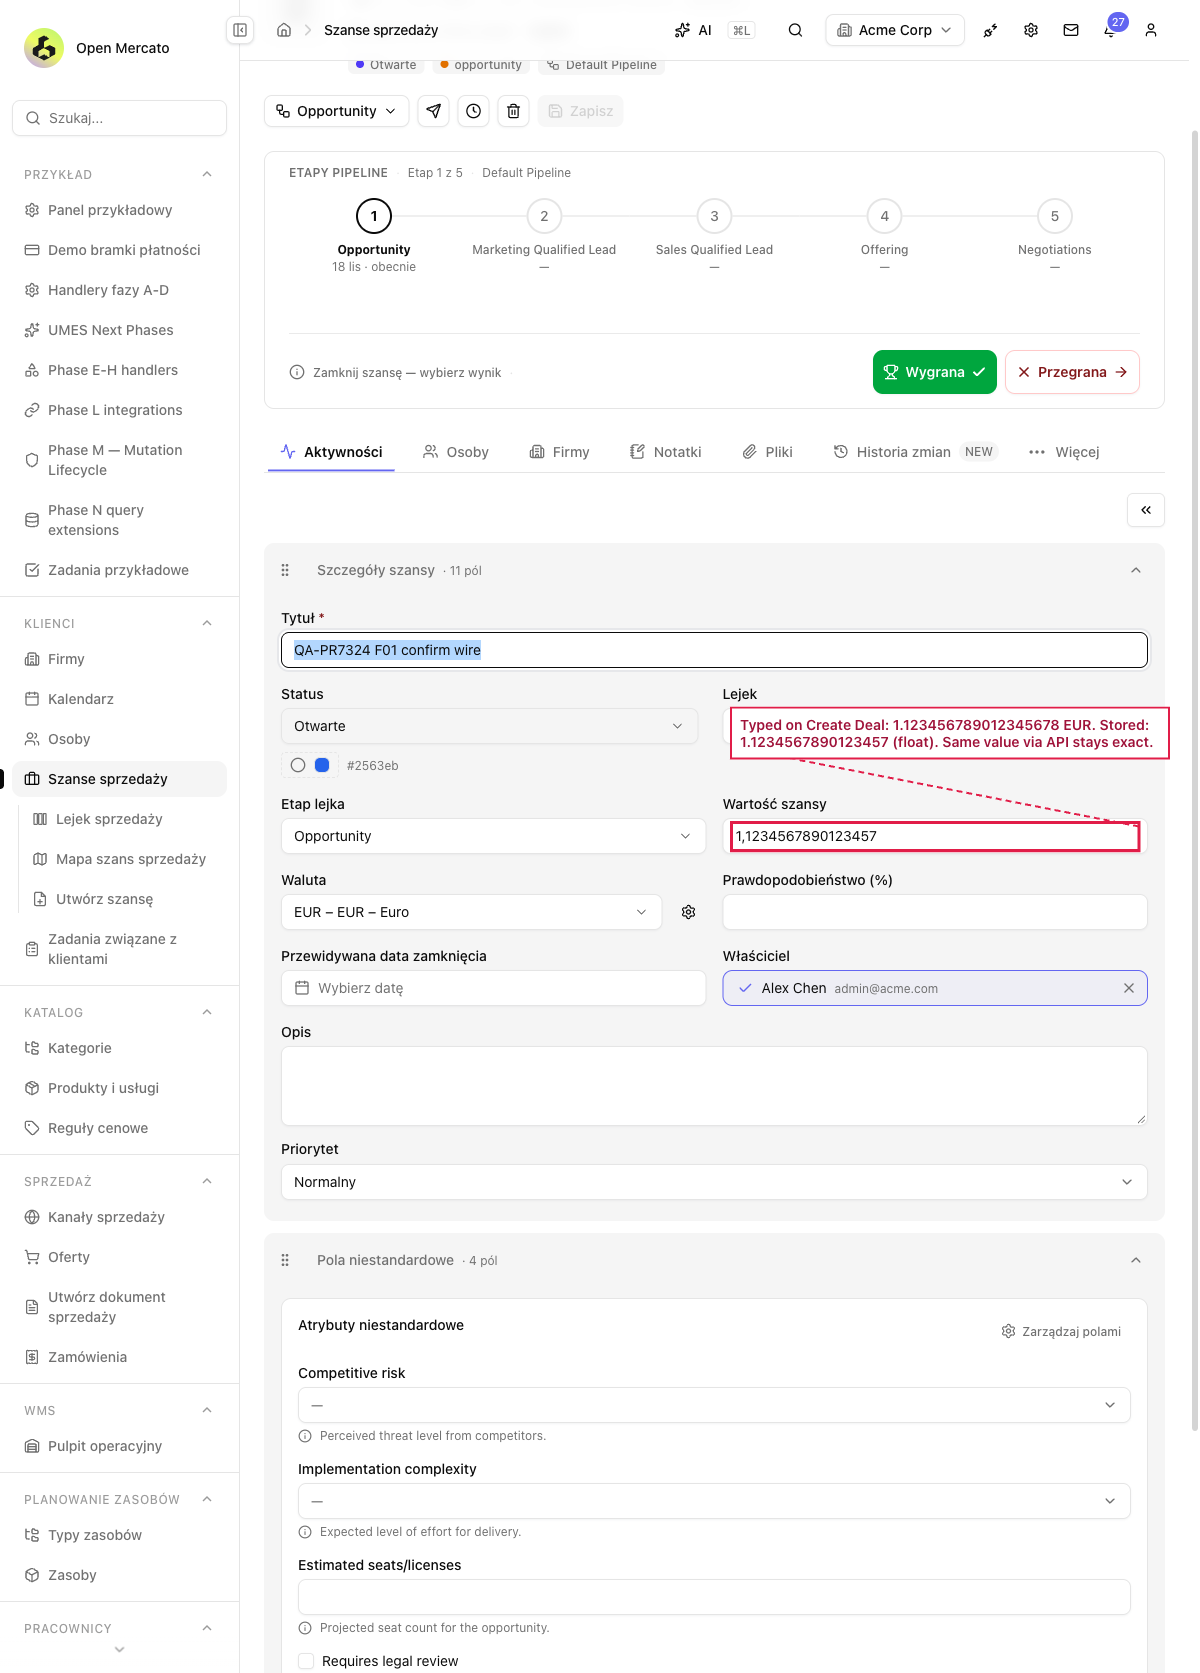 Open Mercato
Szukaj...
PRZYKŁAD
Panel przykładowy
Demo bramki płatności
Handlery fazy A-D
UMES Next Phases
Phase E-H handlers
Phase L integrations
Phase M — Mutation
Lifecycle
Phase N query
extensions
Zadania przykładowe
KLIENCI
Firmy
Kalendarz
Osoby
Szanse sprzedaży
Lejek sprzedaży
Mapa szans sprzedaży
Utwórz szansę
Zadania związane z
klientami
KATALOG
Kategorie
Produkty i usługi
Reguły cenowe
SPRZEDAŻ
Kanały sprzedaży
Oferty
Utwórz dokument
sprzedaży
Zamówienia
WMS
Pulpit operacyjny
PLANOWANIE ZASOBÓW
Typy zasobów
Zasoby
PRACOWNICY
Szanse sprzedaży
AI ⌘L
Acme Corp
27
Otwarte opportunity Default Pipeline
Opportunity
Zapisz
ETAPY PIPELINE · Etap 1 z 5 · Default Pipeline
1 2 3 4 5
Opportunity Marketing Qualified Lead Sales Qualified Lead Offering Negotiations
18 lis · obecnie — — — —
Zamknij szansę — wybierz wynik ·
Wygrana
Przegrana
Aktywności Osoby Firmy Notatki Pliki Historia zmian NEW Więcej
Szczegóły szansy · 11 pól
Tytuł *
QA-PR7324 F01 confirm wire
Status
Otwarte
#2563eb
Lejek
Typed on Create Deal: 1.123456789012345678 EUR. Stored:
1.1234567890123457 (float). Same value via API stays exact.
Etap lejka
Opportunity
Wartość szansy
1,1234567890123457
Waluta
EUR – EUR – Euro
Prawdopodobieństwo (%)
Przewidywana data zamknięcia
Wybierz datę
Właściciel
Alex Chen admin@acme.com
Opis
Priorytet
Normalny
Pola niestandardowe · 4 pól
Atrybuty niestandardowe
Zarządzaj polami
Competitive risk
—
Perceived threat level from competitors.
Implementation complexity
—
Expected level of effort for delivery.
Estimated seats/licenses
Projected seat count for the opportunity.
Requires legal review